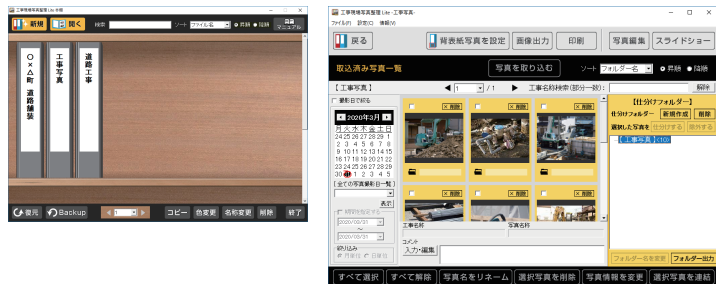 工事現場写真整理 Lite 本棚
新規
開く
検索
ソート
ファイル名
昇順
降順
マニュアル
○×△町 道路舗装
工事写真
道路工事
復元
Backup
1
コピー
色変更
名称変更
削除
終了
工事現場写真整理 Lite -工事写真-
ファイル(F) 設定(C) 情報(V)
戻る
背表紙写真を設定
画像出力
印刷
写真編集
スライドショー
取込済み写真一覧
写真を取り込む
ソート
フォルダー名
昇順
降順
【工事写真】
1
/ 1
工事名称検索(部分一致):
解除
撮影日で絞る
2020年3月
月 火 水 木 金 土 日
24 25 26 27 28 29 1
2 3 4 5 6 7 8
9 10 11 12 13 14 15
16 17 18 19 20 21 22
23 24 25 26 27 28 29
30 31 1 2 3 4 5
[全ての写真撮影日一覧]
表示
期間を指定する
2020/03/31
～
2020/03/31
絞り込み
月単位
日単位
×削除
×削除
×削除
×削除
×削除
×削除
工事名称
写真名称
コメント
入力・編集
【仕分けフォルダー】
仕分けフォルダー
新規作成
削除
選択した写真を
仕分けする
除外する
【工事写真】(10)
フォルダー名を変更
フォルダー出力
すべて選択
すべて解除
写真名をリネーム
選択写真を削除
写真情報を変更
選択写真を連結